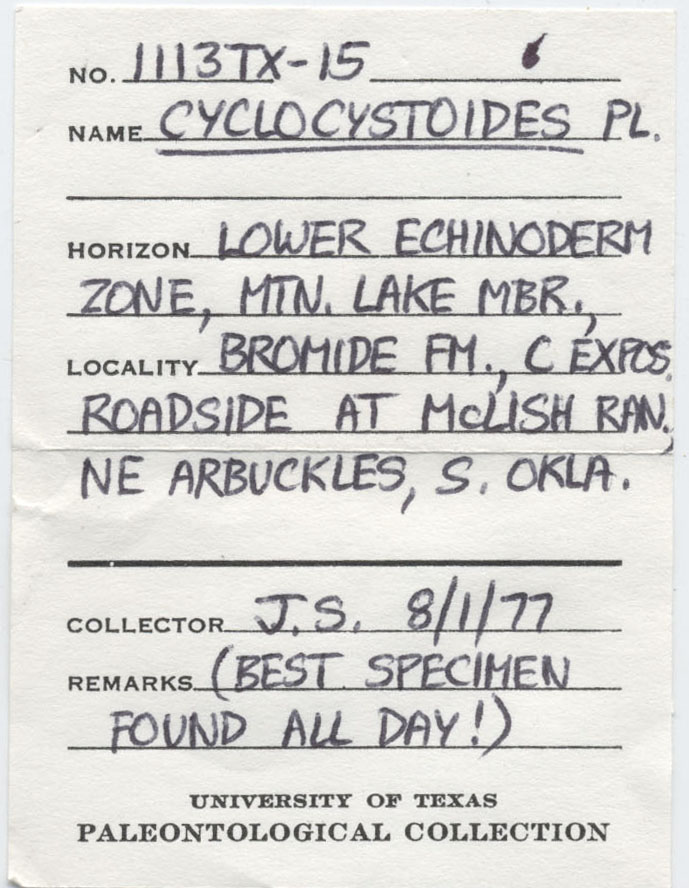 NO. 1113TX-15
NAME CYCLOCYSTOIDES PL.
HORIZON LOWER ECHINODERM
ZONE, MTN. LAKE MBR.,
LOCALITY BROMIDE FM., C EXPOS.
ROADSIDE AT McLISH RAN.,
NE ARBUCKLES, S. OKLA.
COLLECTOR J.S. 8/1/77
REMARKS (BEST SPECIMEN
FOUND ALL DAY!)
UNIVERSITY OF TEXAS
PALEONTOLOGICAL COLLECTION